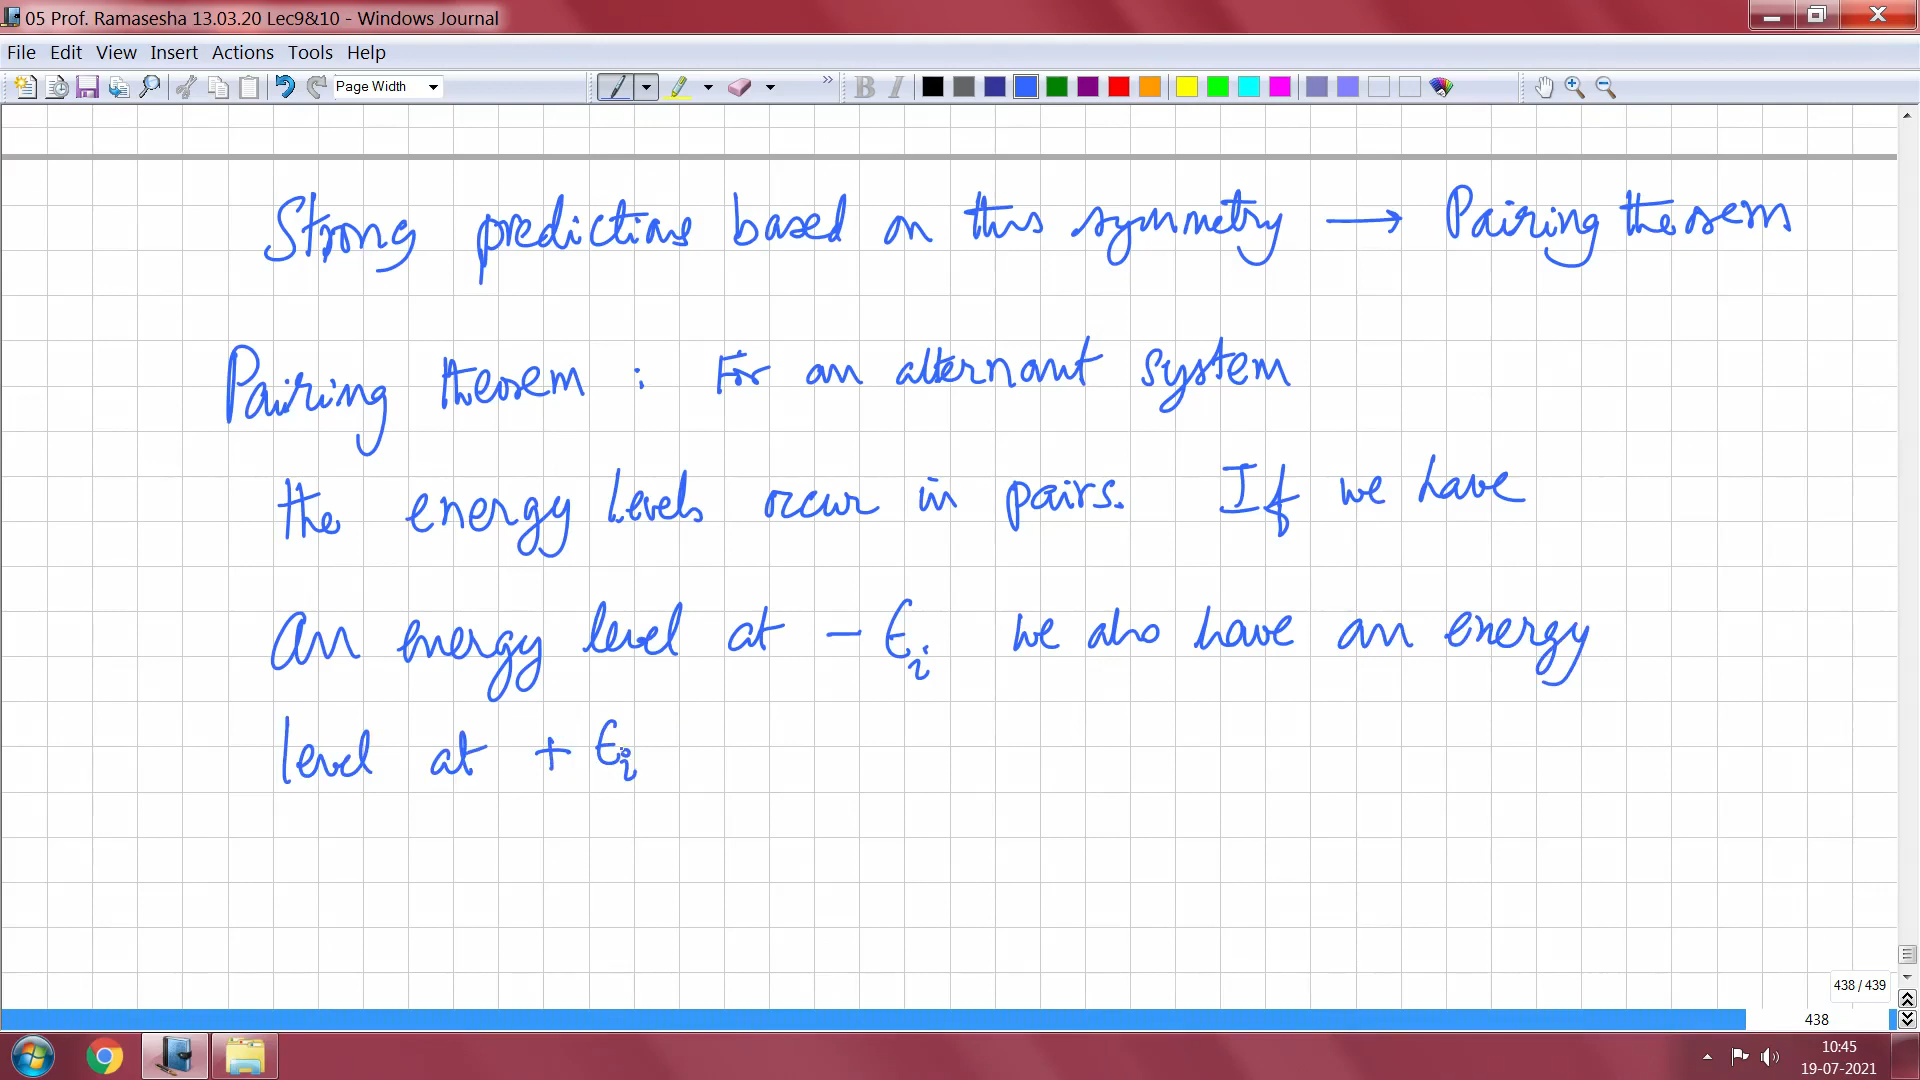 05 Prof. Ramasesha 13.03.20 Lec9&10 - Windows Journal
File Edit View Insert Actions Tools Help
Page Width
B I
Strong predictions based on this symmetry → Pairing theorem
Pairing theorem : For an alternant system
the energy levels occur in pairs. If we have
an energy level at - ϵi we also have an energy
level at + ϵi
438 / 439
438
10:45
19-07-2021